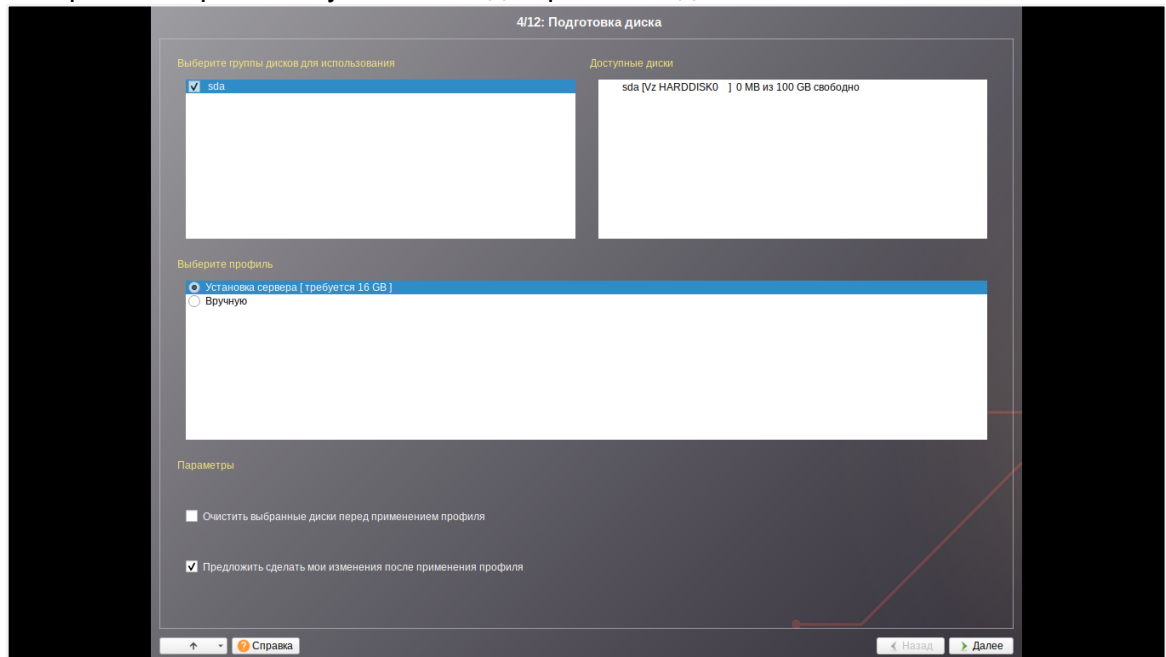 4/12: Подготовка диска
Выберите группы дисков для использования
Доступные диски
sda
sda [Vz HARDDISK0 ] 0 MB из 100 GB свободно
Выберите профиль
Установка сервера [ требуется 16 GB ]
Вручную
Параметры
Очистить выбранные диски перед применением профиля
Предложить сделать мои изменения после применения профиля
Справка
Назад
Далее